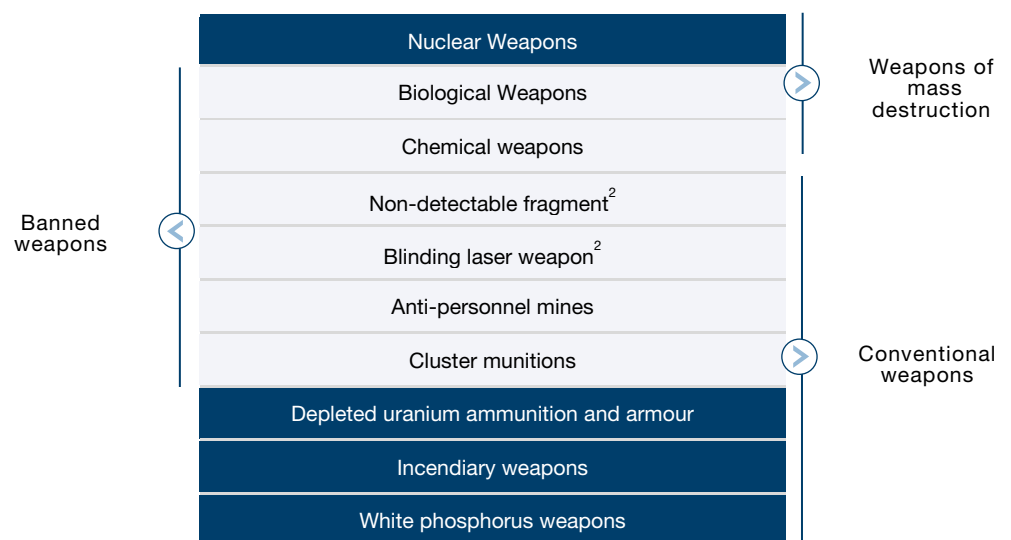 Nuclear Weapons
Biological Weapons
Chemical weapons
Non-detectable fragment²
Blinding laser weapon²
Anti-personnel mines
Cluster munitions
Depleted uranium ammunition and armour
Incendiary weapons
White phosphorus weapons
Banned
weapons
Weapons of
mass
destruction
Conventional
weapons